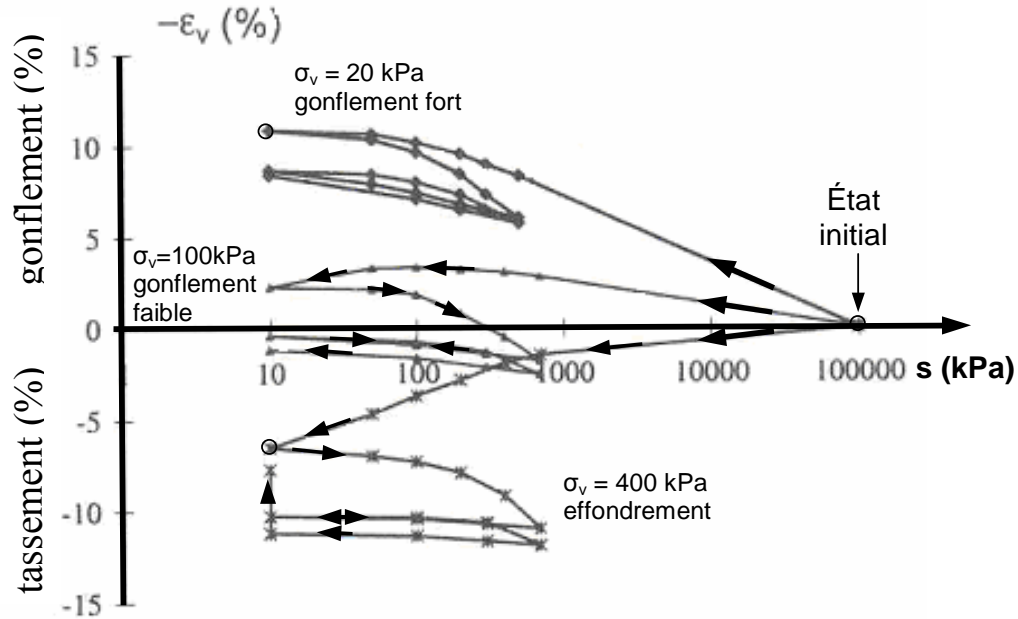 −εᵥ (%)
gonflement (%)
tassement (%)
15
10
5
0
-5
-10
-15
σᵥ = 20 kPa
gonflement fort
État
initial
σᵥ=100kPa
gonflement
faible
10
100
1000
10000
100000
s (kPa)
σᵥ = 400 kPa
effondrement